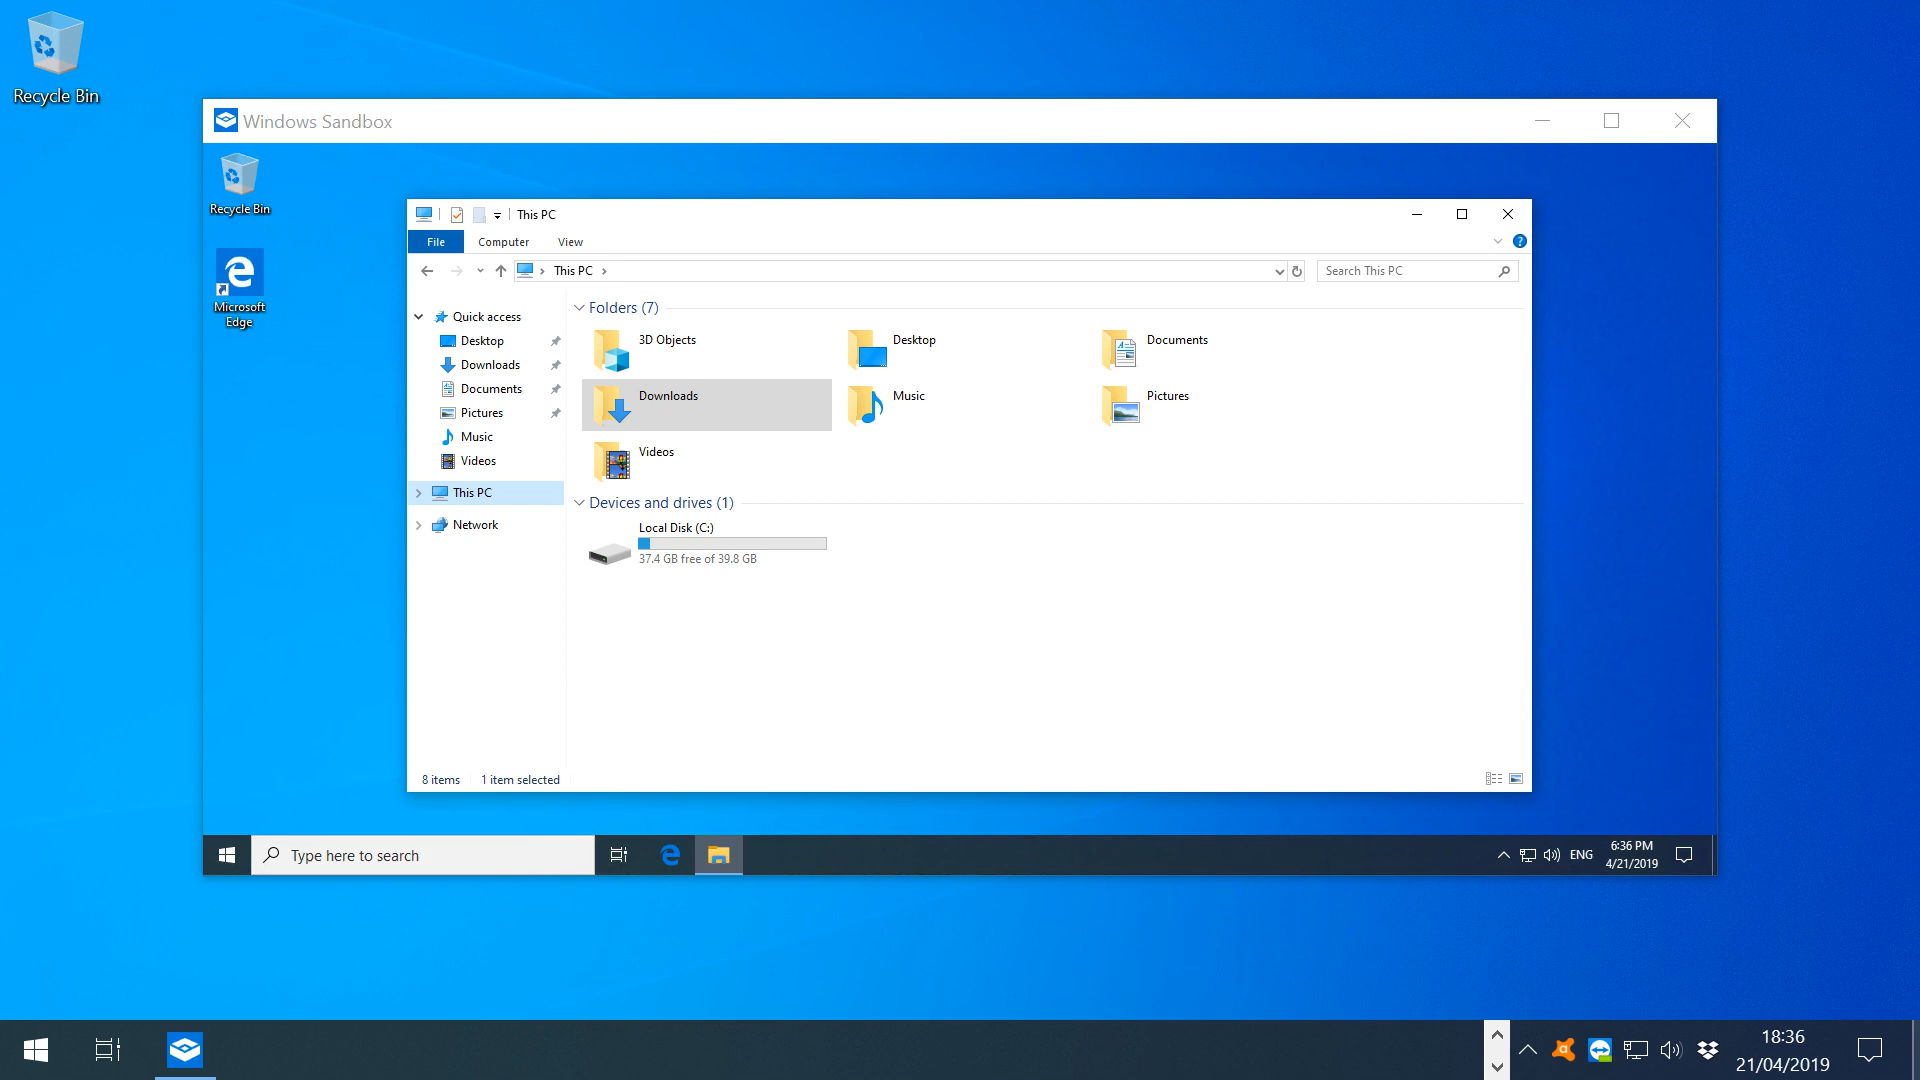 Recycle Bin
Windows Sandbox
Recycle Bin
Microsoft
Edge
This PC
File Computer View
This PC
Search This PC
Quick access
Desktop
Downloads
Documents
Pictures
Music
Videos
This PC
Network
Folders (7)
3D Objects Desktop Documents
Downloads Music Pictures
Videos
Devices and drives (1)
Local Disk (C:)
37.4 GB free of 39.8 GB
8 items 1 item selected
Type here to search
ENG
6:36 PM
4/21/2019
18:36
21/04/2019